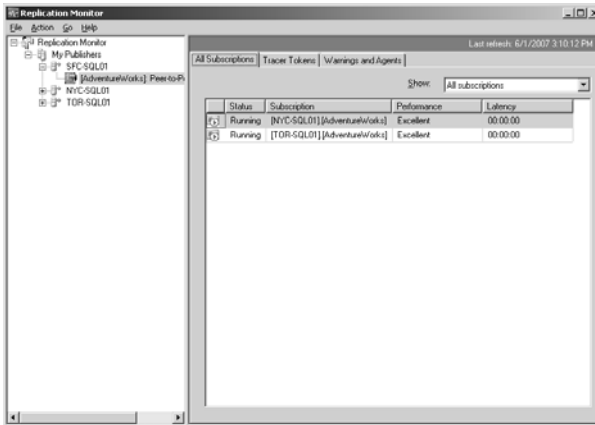 Replication Monitor
File Action Go Help
Replication Monitor
My Publishers
SFC-SQL01
[AdventureWorks]: Peer-to-Pe
NYC-SQL01
TOR-SQL01
Last refresh: 6/1/2007 3:10:12 PM
All Subscriptions Tracer Tokens Warnings and Agents
Show: All subscriptions
Status Subscription Performance Latency
Running [NYC-SQL01].[AdventureWorks] Excellent 00:00:00
Running [TOR-SQL01].[AdventureWorks] Excellent 00:00:00